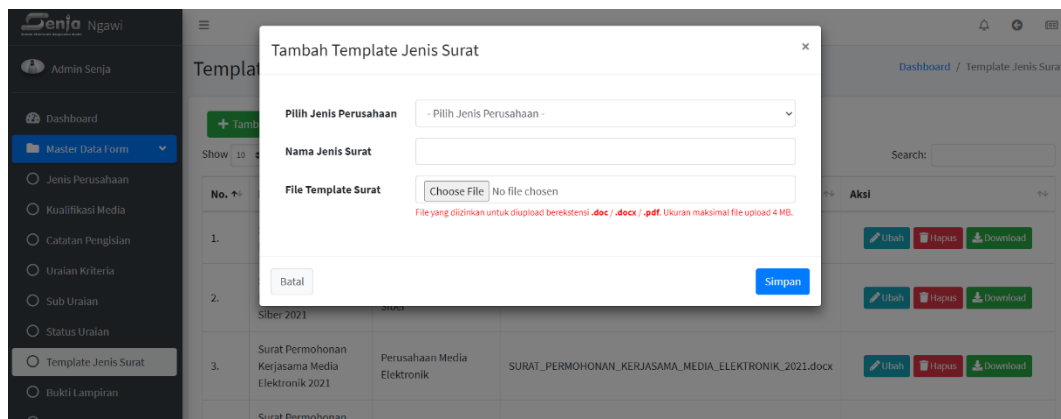 Senja Ngawi
Admin Senja
Dashboard
Master Data Form
Jenis Perusahaan
Kualifikasi Media
Catatan Pengisian
Uraian Kriteria
Sub Uraian
Status Uraian
Template Jenis Surat
Bukti Lampiran
Templat
Dashboard / Template Jenis Sura
+ Tamb
Show 10
Search:
No.
Aksi
Tambah Template Jenis Surat
×
Pilih Jenis Perusahaan
- Pilih Jenis Perusahaan -
Nama Jenis Surat
File Template Surat
Choose File No file chosen
File yang diizinkan untuk diupload berekstensi .doc / .docx / .pdf. Ukuran maksimal file upload 4 MB.
Batal
Simpan
1.
Ubah Hapus Download
2.
Siber 2021
Siber
Ubah Hapus Download
3.
Surat Permohonan
Kerjasama Media
Elektronik 2021
Perusahaan Media
Elektronik
SURAT_PERMOHONAN_KERJASAMA_MEDIA_ELEKTRONIK_2021.docx
Ubah Hapus Download
Surat Permohonan